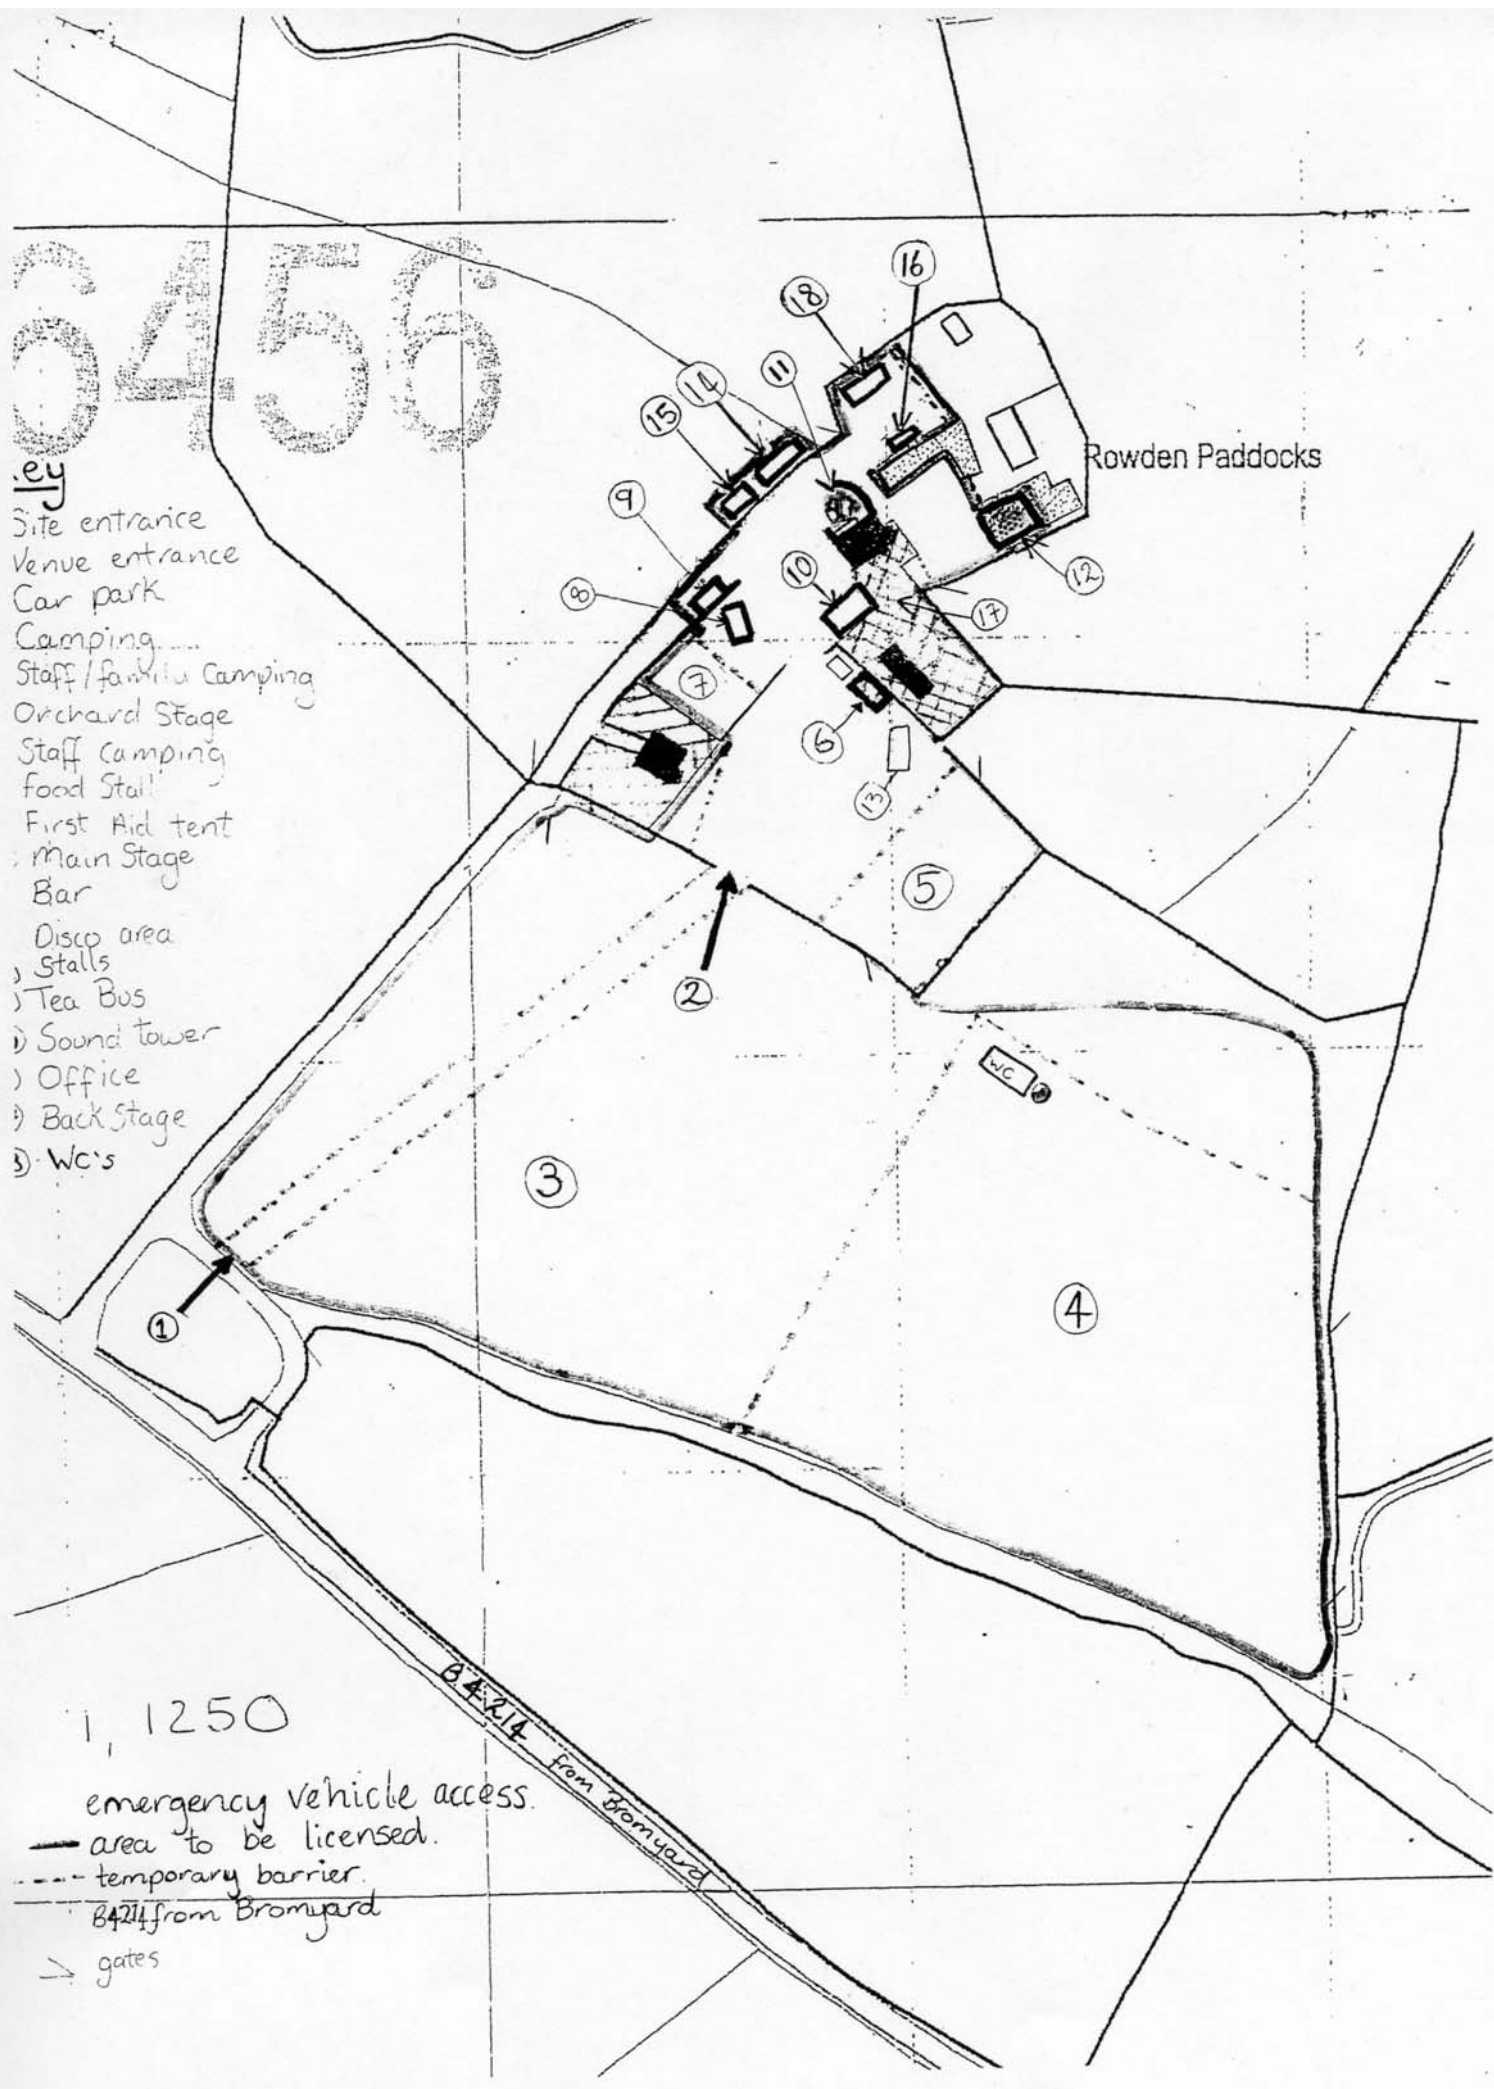 6456
18
16
11
14
15
Rowden Paddocks
9
8
10
12
17
7
6
13
5
2
WC
3
4
1
ey
Site entrance
Venue entrance
Car park
Camping
Staff/family Camping
Orchard Stage
Staff camping
food Stall
First Aid tent
Main Stage
Bar
Disco area
Stalls
Tea Bus
Sound tower
Office
Back Stage
WC's
B4214 from Bromyard
1, 1250
emergency vehicle access.
area to be licensed.
temporary barrier.
B4214 from Bromyard
gates